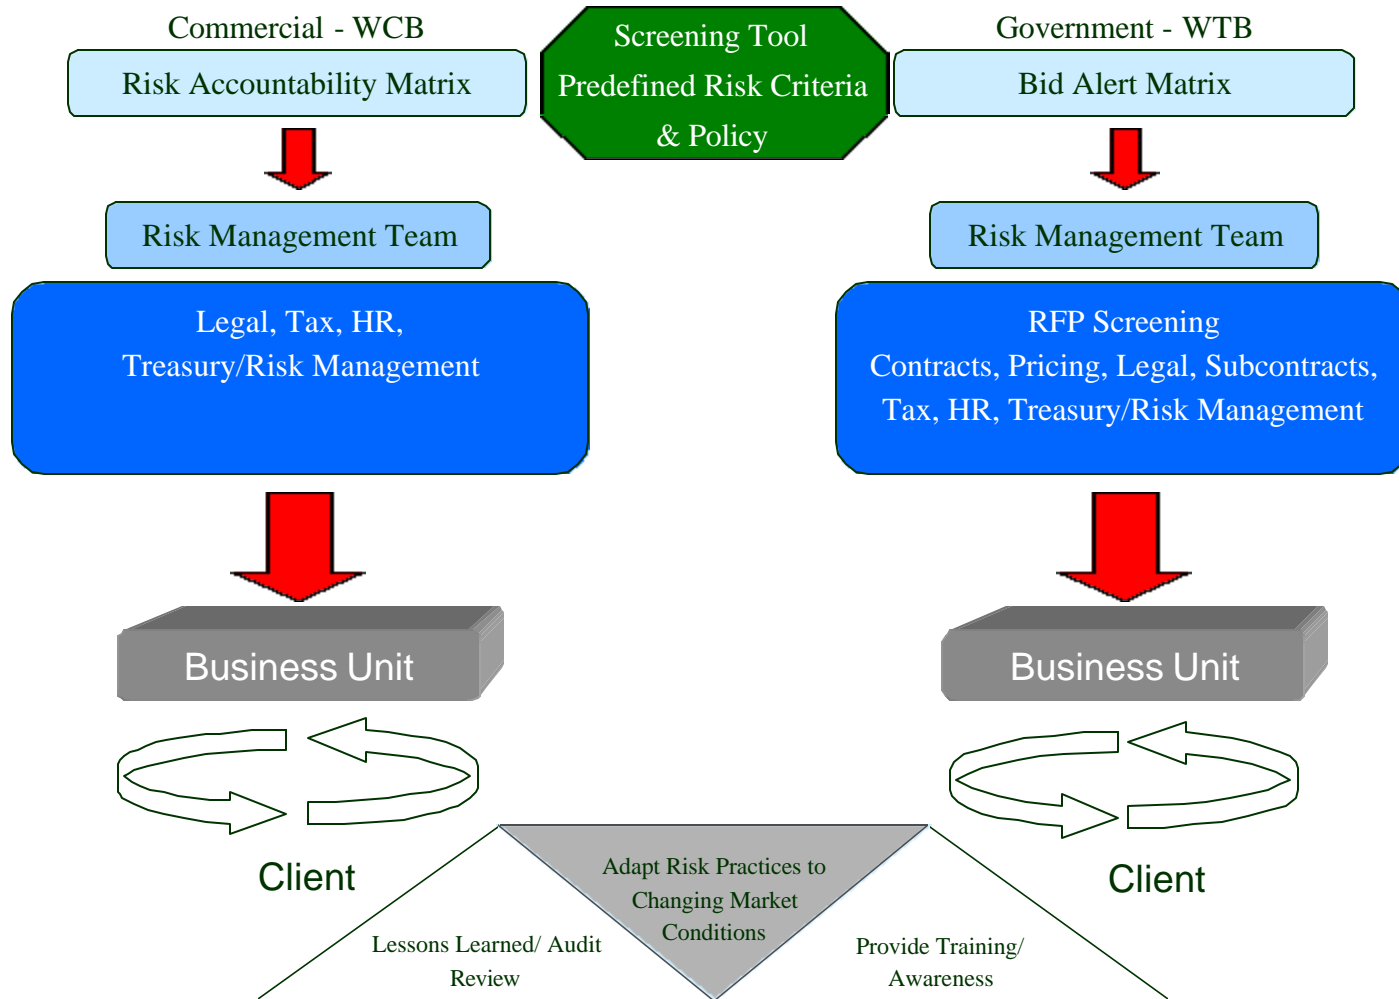 Commercial - WCB
Risk Accountability Matrix
Screening Tool
Predefined Risk Criteria
& Policy
Government - WTB
Bid Alert Matrix
Risk Management Team
Legal, Tax, HR,
Treasury/Risk Management
Risk Management Team
RFP Screening
Contracts, Pricing, Legal, Subcontracts,
Tax, HR, Treasury/Risk Management
Business Unit
Client
Business Unit
Client
Lessons Learned/ Audit
Review
Adapt Risk Practices to
Changing Market
Conditions
Provide Training/
Awareness